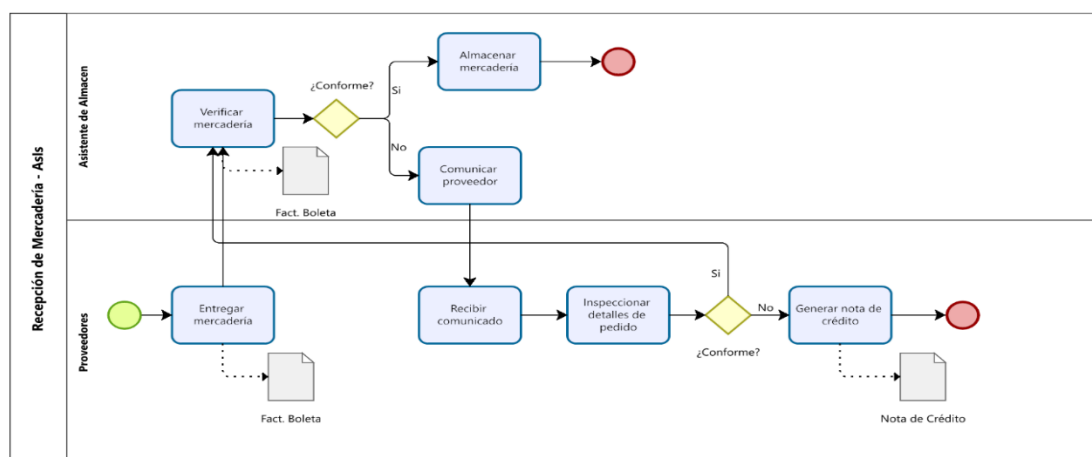 Recepción de Mercadería - AsIs
Asistente de Almacen
Almacenar
mercadería
¿Conforme?
Si
Verificar
mercadería
No
Comunicar
proveedor
Fact. Boleta
Proveedores
Si
Entregar
mercadería
Recibir
comunicado
Inspeccionar
detalles de
pedido
No
Generar nota de
crédito
¿Conforme?
Fact. Boleta
Nota de Crédito